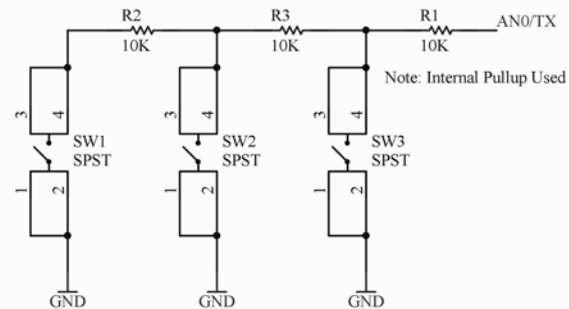 R2
10K
R3
10K
R1
10K
AN0/TX
Note: Internal Pullup Used
3
4
SW1
SPST
1
2
GND
3
4
SW2
SPST
1
2
GND
3
4
SW3
SPST
1
2
GND